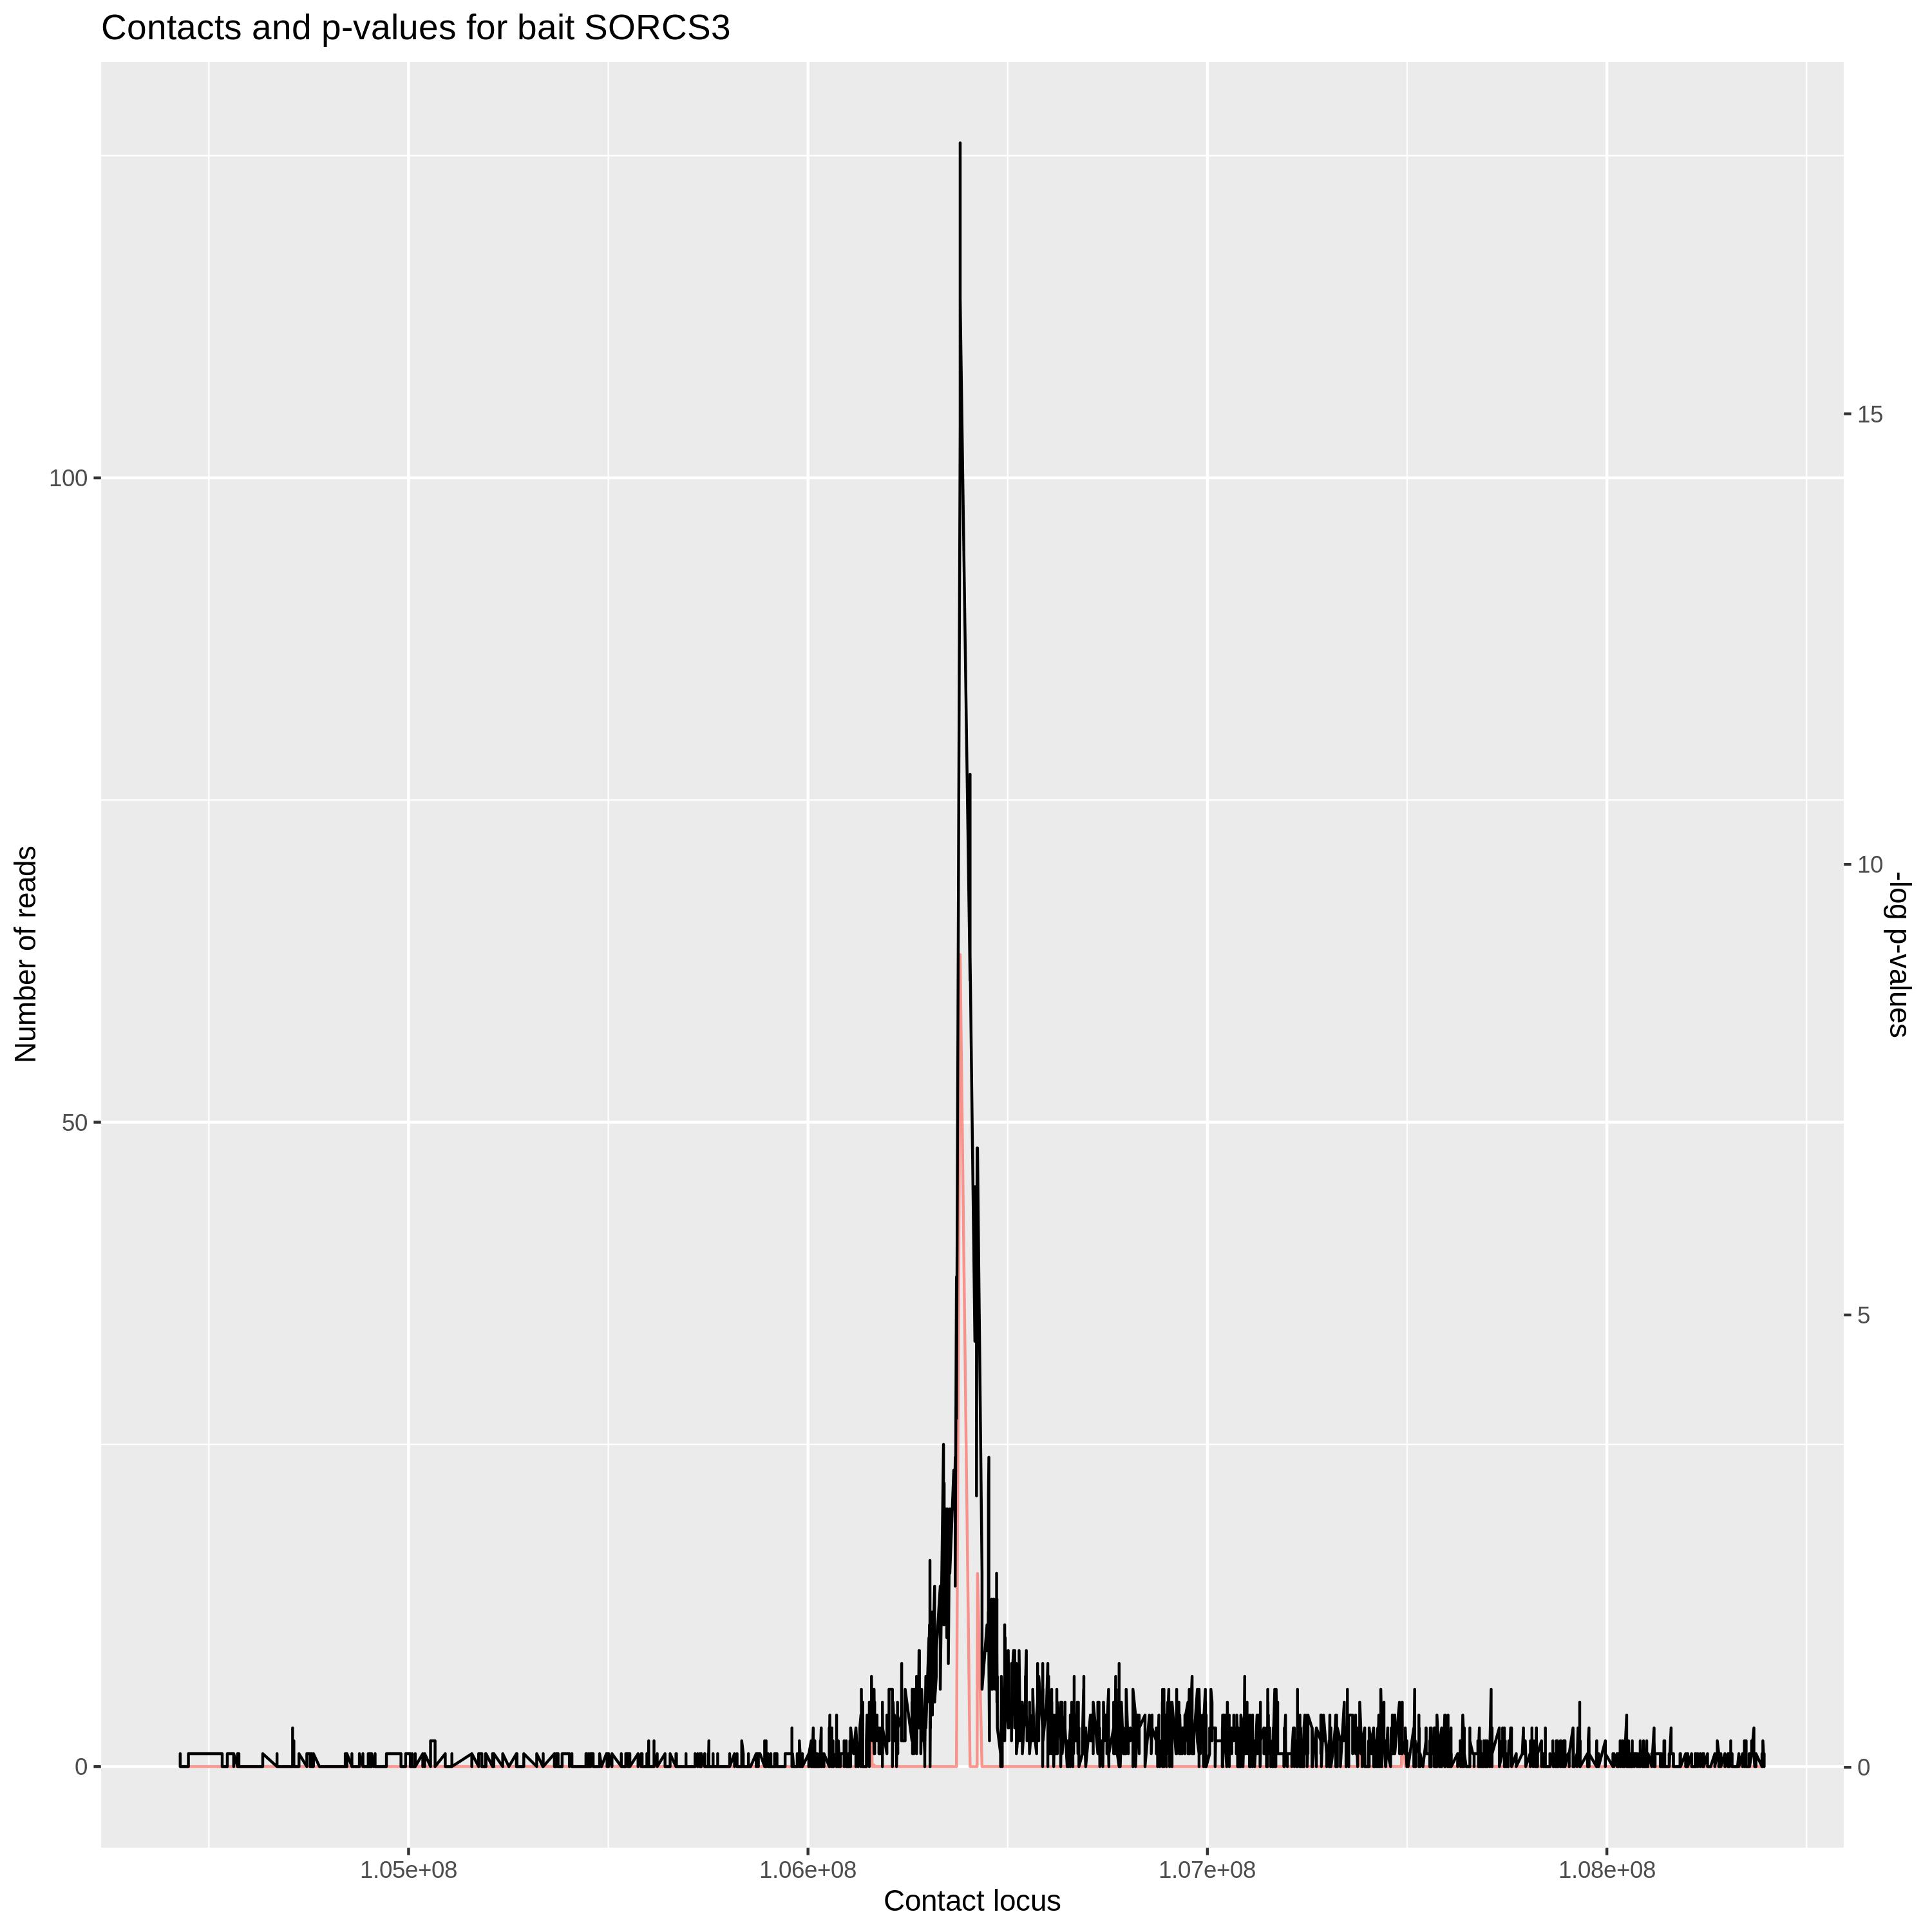 Contacts and p-values for bait SORCS3
100
50
0
15
10
5
0
Number of reads
-log p-values
1.05e+08
1.06e+08
1.07e+08
1.08e+08
Contact locus